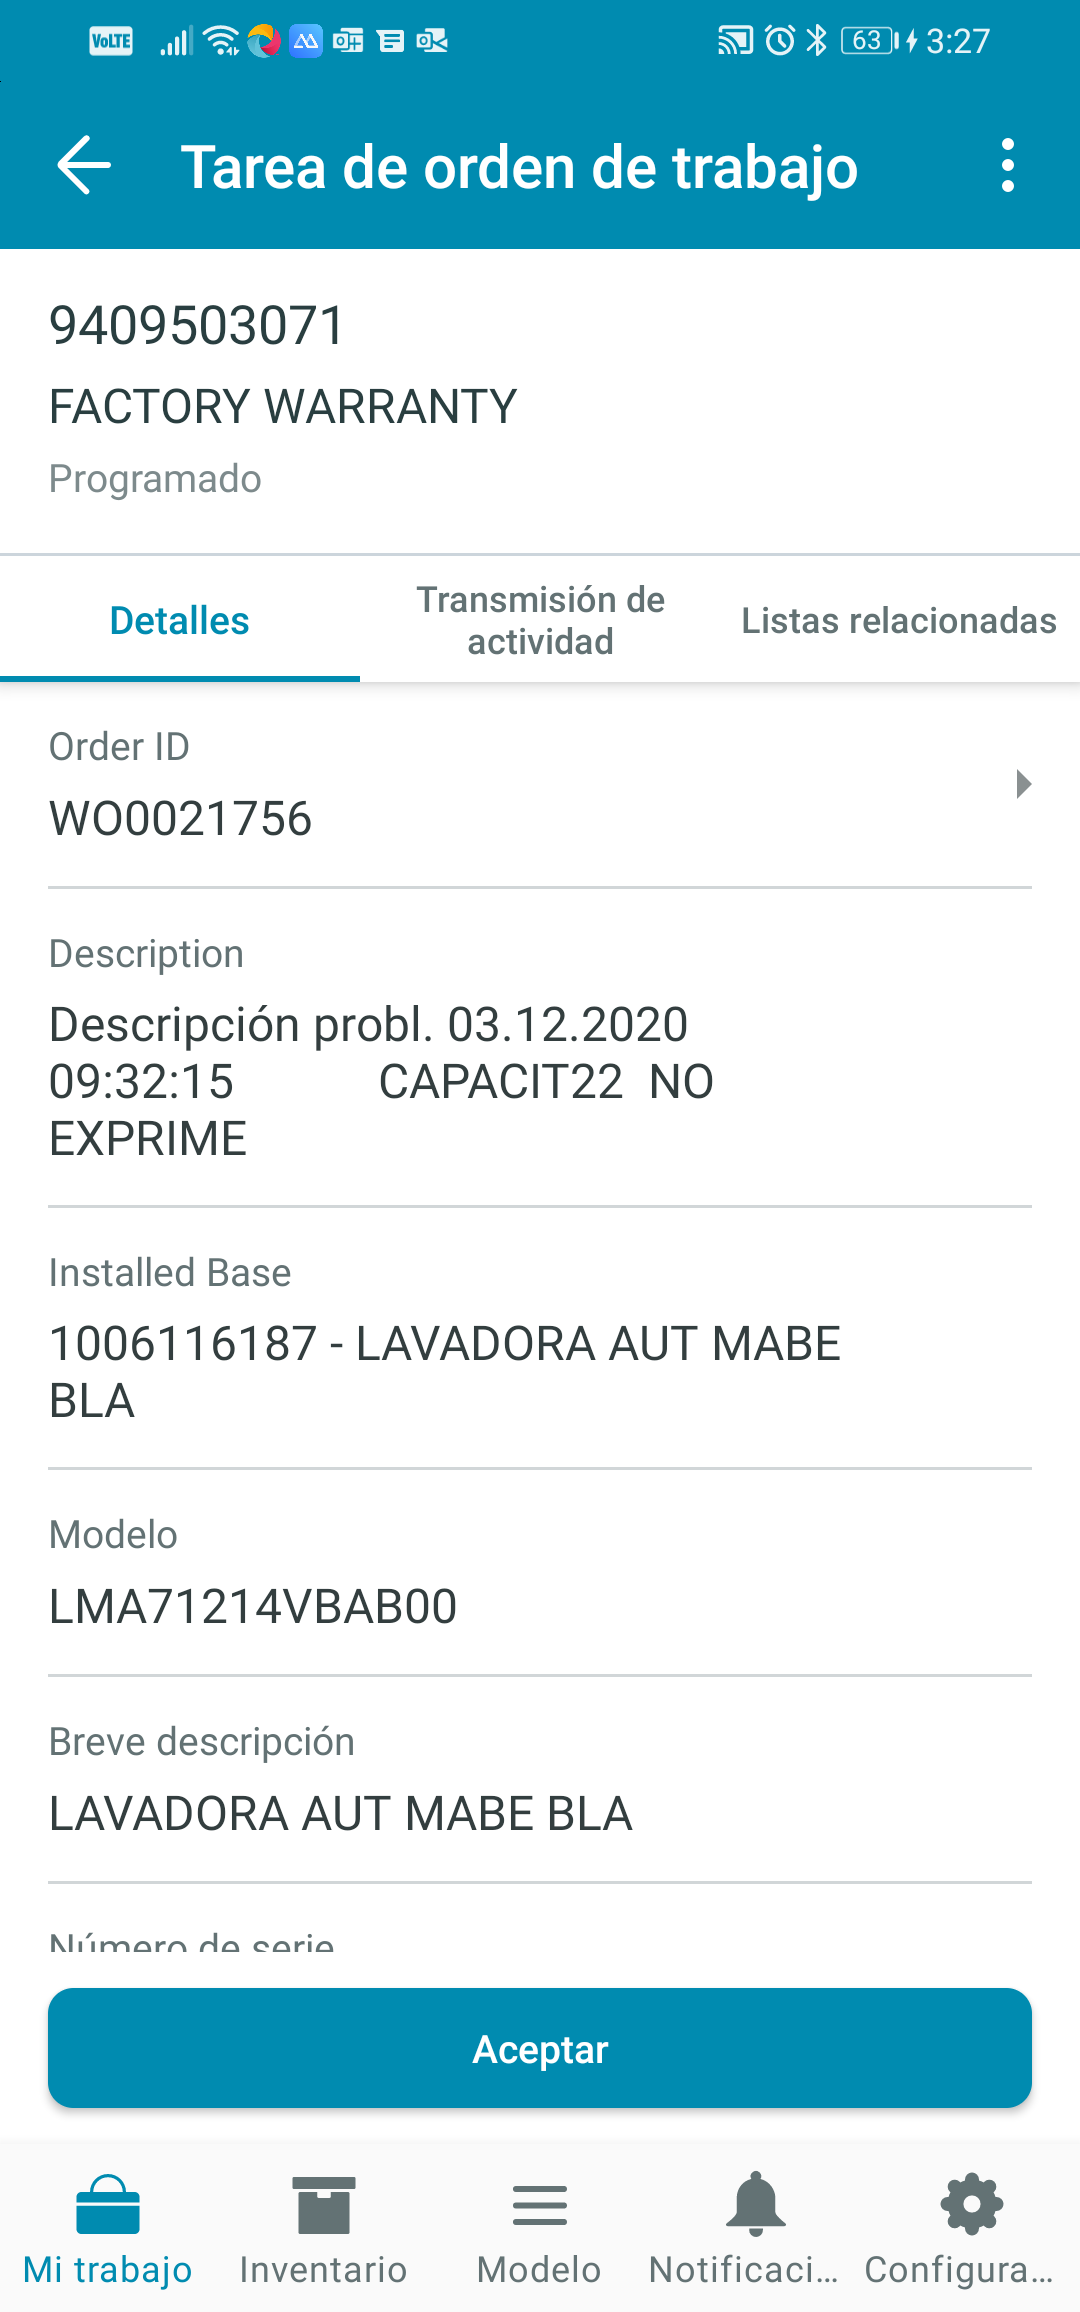 VoLTE 63 3:27
Tarea de orden de trabajo
9409503071
FACTORY WARRANTY
Programado
Detalles
Transmisión de
actividad
Listas relacionadas
Order ID
WO0021756
Description
Descripción probl. 03.12.2020
09:32:15 CAPACIT22 NO
EXPRIME
Installed Base
1006116187 - LAVADORA AUT MABE
BLA
Modelo
LMA71214VBAB00
Breve descripción
LAVADORA AUT MABE BLA
Número de serie
Aceptar
Mi trabajo Inventario Modelo Notificaci... Configura...